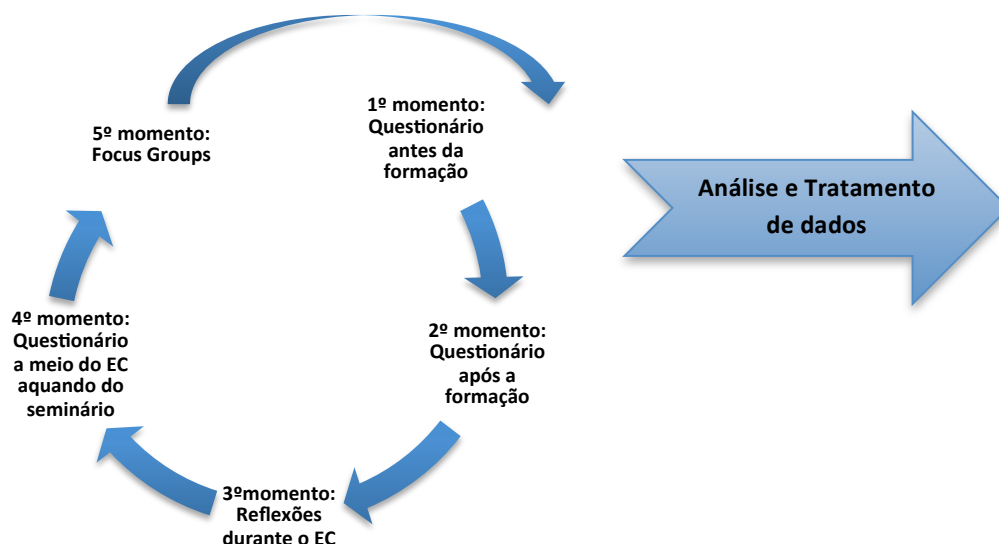 1º momento:
Questionário
antes da
formação
2º momento:
Questionário
após a
formação
3ºmomento:
Reflexões
durante o EC
4º momento:
Questionário
a meio do EC
aquando do
seminário
5º momento:
Focus Groups
Análise e Tratamento
de dados